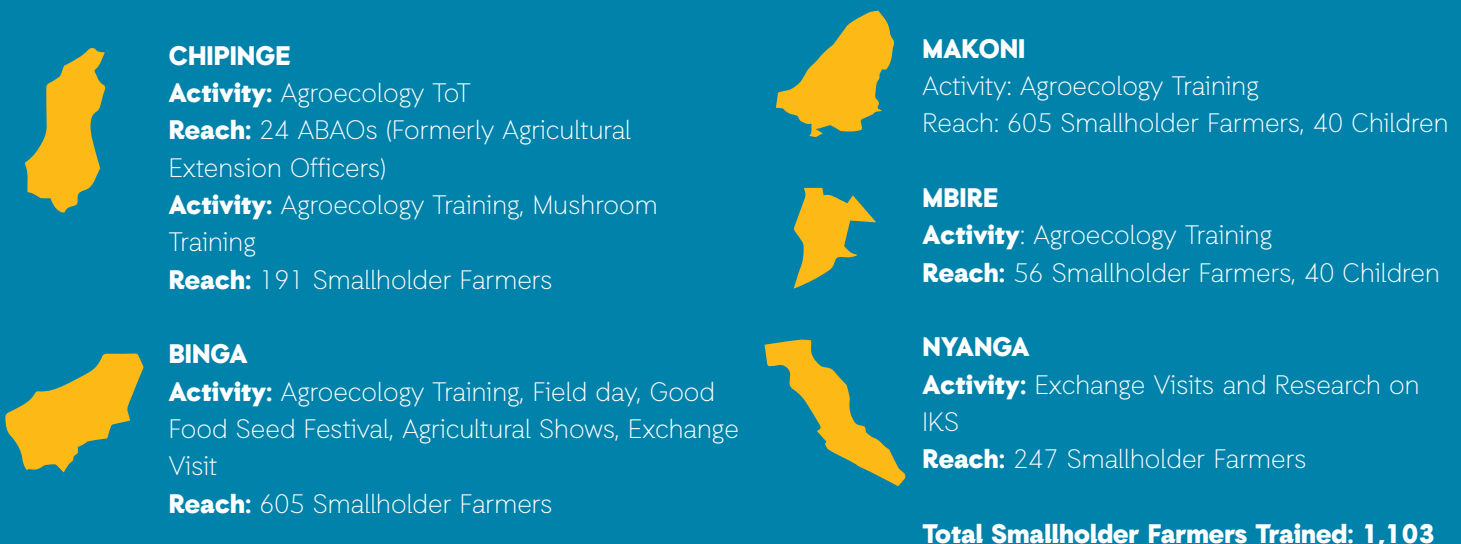 CHIPINGE
Activity: Agroecology ToT
Reach: 24 ABAOs (Formerly Agricultural
Extension Officers)
Activity: Agroecology Training, Mushroom
Training
Reach: 191 Smallholder Farmers
BINGA
Activity: Agroecology Training, Field day, Good
Food Seed Festival, Agricultural Shows, Exchange
Visit
Reach: 605 Smallholder Farmers
MAKONI
Activity: Agroecology Training
Reach: 605 Smallholder Farmers, 40 Children
MBIRE
Activity: Agroecology Training
Reach: 56 Smallholder Farmers, 40 Children
NYANGA
Activity: Exchange Visits and Research on
IKS
Reach: 247 Smallholder Farmers
Total Smallholder Farmers Trained: 1,103